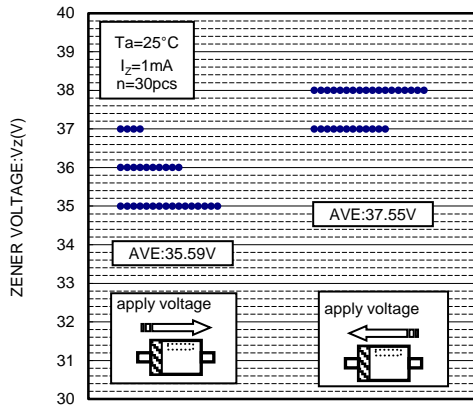 ZENER VOLTAGE:Vz(V)
40
39
38
37
36
35
34
33
32
31
30
Ta=25°C
IZ=1mA
n=30pcs
AVE:37.55V
AVE:35.59V
apply voltage
apply voltage